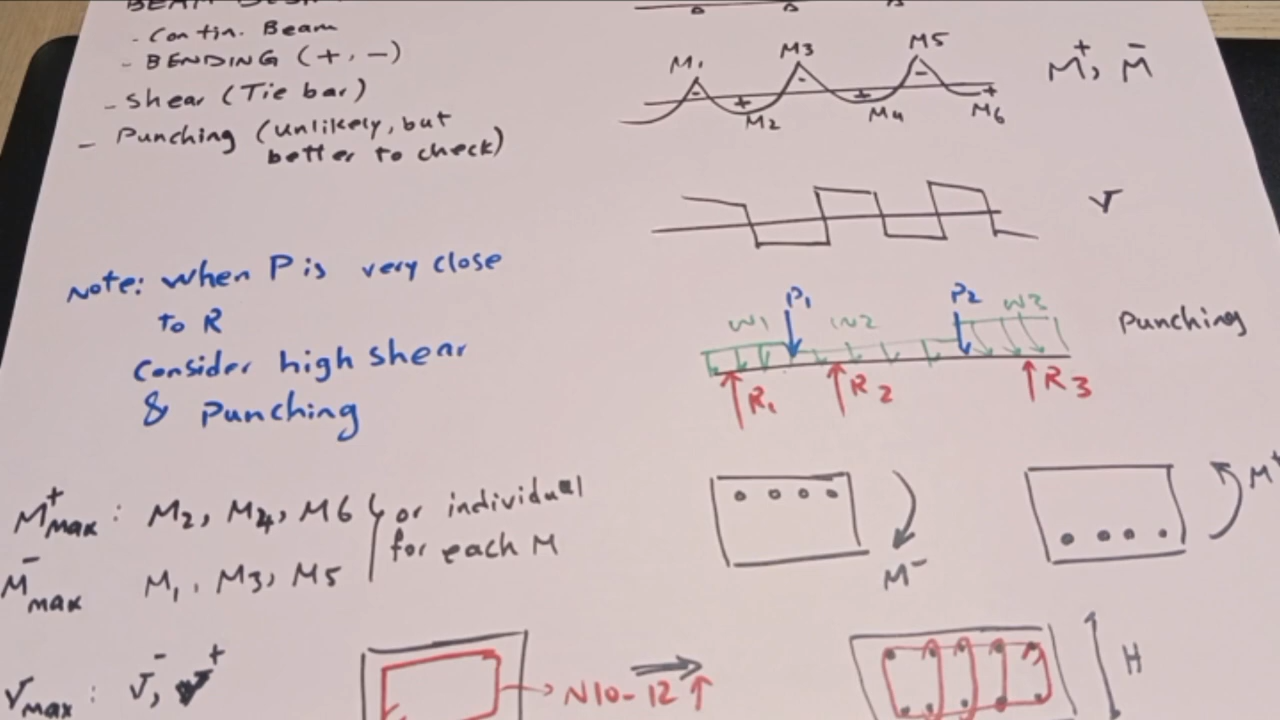 BEAM DESIG
. Contin. Beam
- BENDING (+, -)
- Shear (Tie bar)
- Punching (unlikely, but
better to check)
M1 M3 M5
- - -
+ + +
M2 M4 M6
M+, M-
V
Note: when P is very close
to R
Consider high shear
& Punching
P1 P2
W1 W2 W3
R1 R2 R3
Punching
M+max : M2, M4, M6
M-max M1, M3, M5
or individual
for each M
M-
M+
Vmax : V-, V+
N10-12 ↑
H